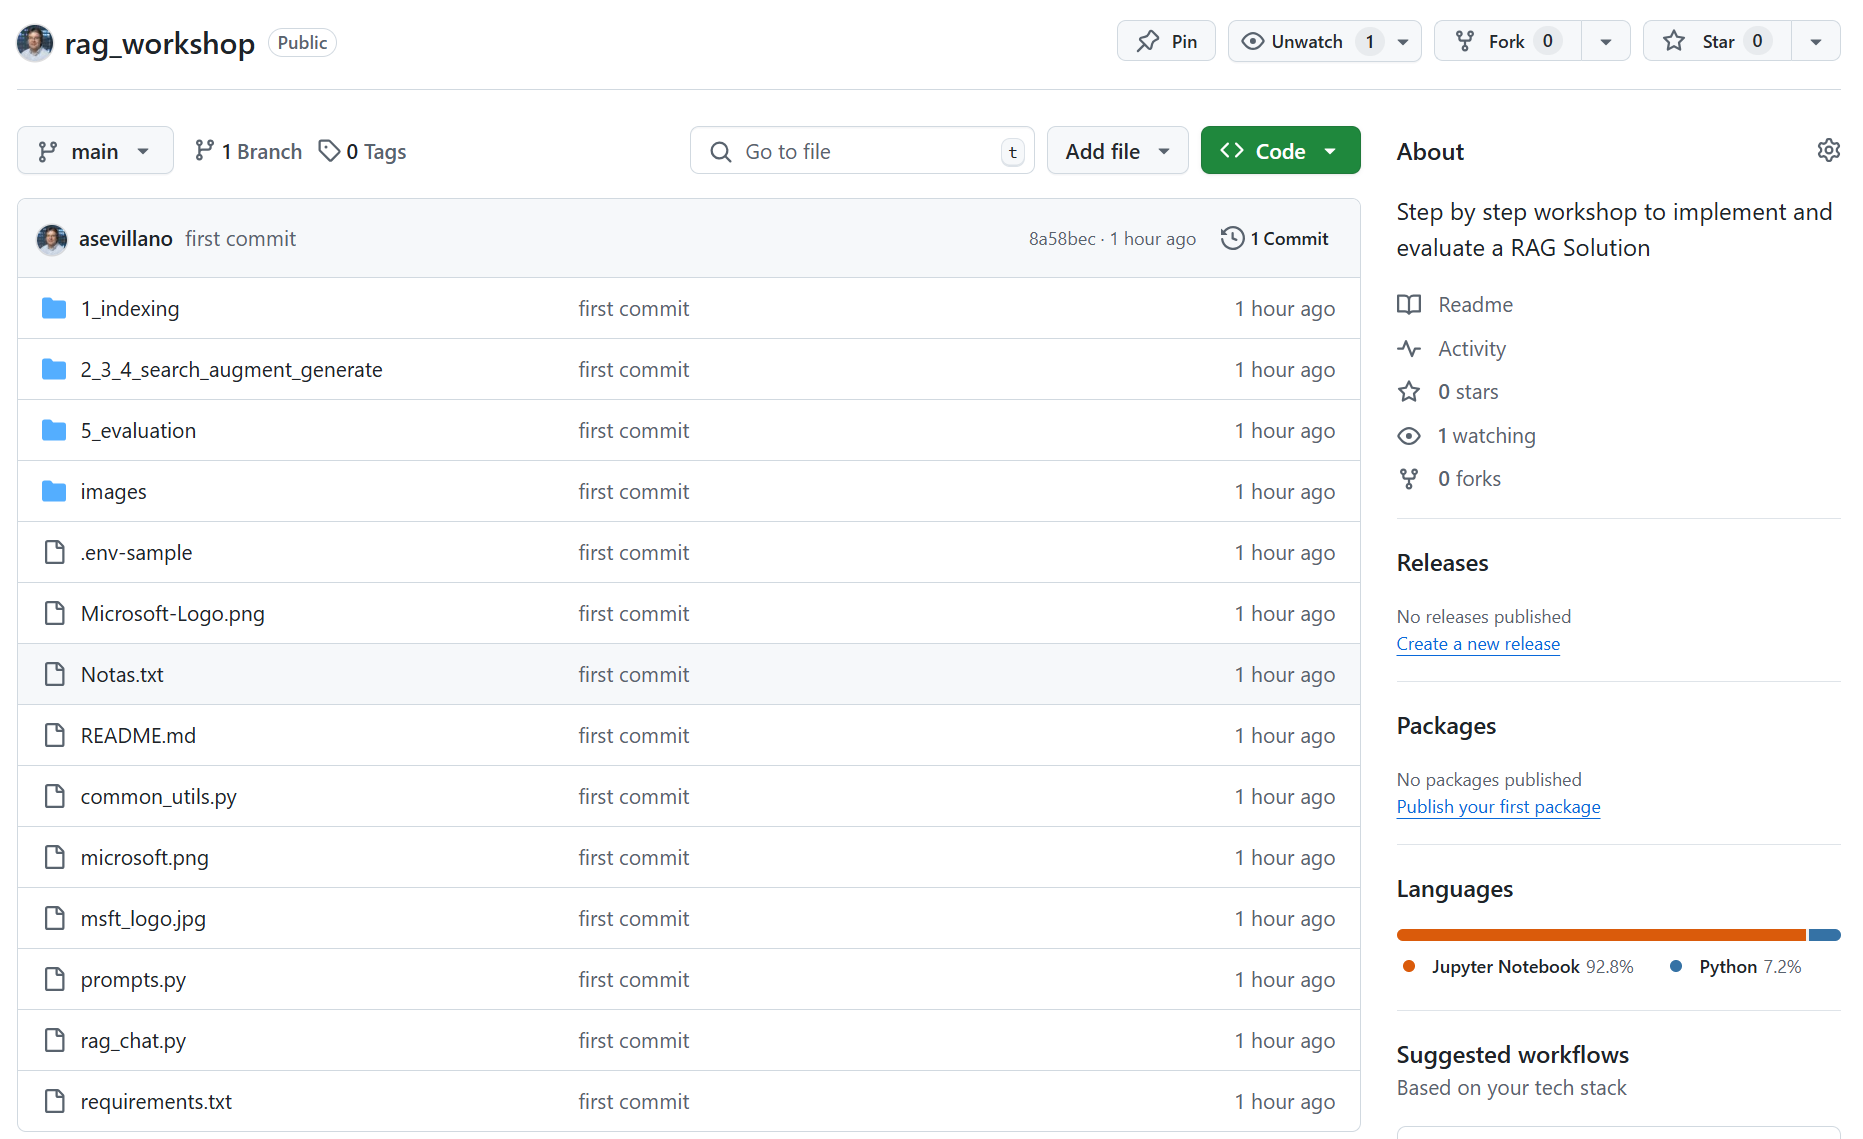 rag_workshop Public
Pin
Unwatch 1
Fork 0
Star 0
main
1 Branch
0 Tags
Go to file
t
Add file
Code
asevillano first commit
8a58bec · 1 hour ago
1 Commit
1_indexing first commit 1 hour ago
2_3_4_search_augment_generate first commit 1 hour ago
5_evaluation first commit 1 hour ago
images first commit 1 hour ago
.env-sample first commit 1 hour ago
Microsoft-Logo.png first commit 1 hour ago
Notas.txt first commit 1 hour ago
README.md first commit 1 hour ago
common_utils.py first commit 1 hour ago
microsoft.png first commit 1 hour ago
msft_logo.jpg first commit 1 hour ago
prompts.py first commit 1 hour ago
rag_chat.py first commit 1 hour ago
requirements.txt first commit 1 hour ago
About
Step by step workshop to implement and
evaluate a RAG Solution
Readme
Activity
0 stars
1 watching
0 forks
Releases
No releases published
Create a new release
Packages
No packages published
Publish your first package
Languages
Jupyter Notebook 92.8% Python 7.2%
Suggested workflows
Based on your tech stack